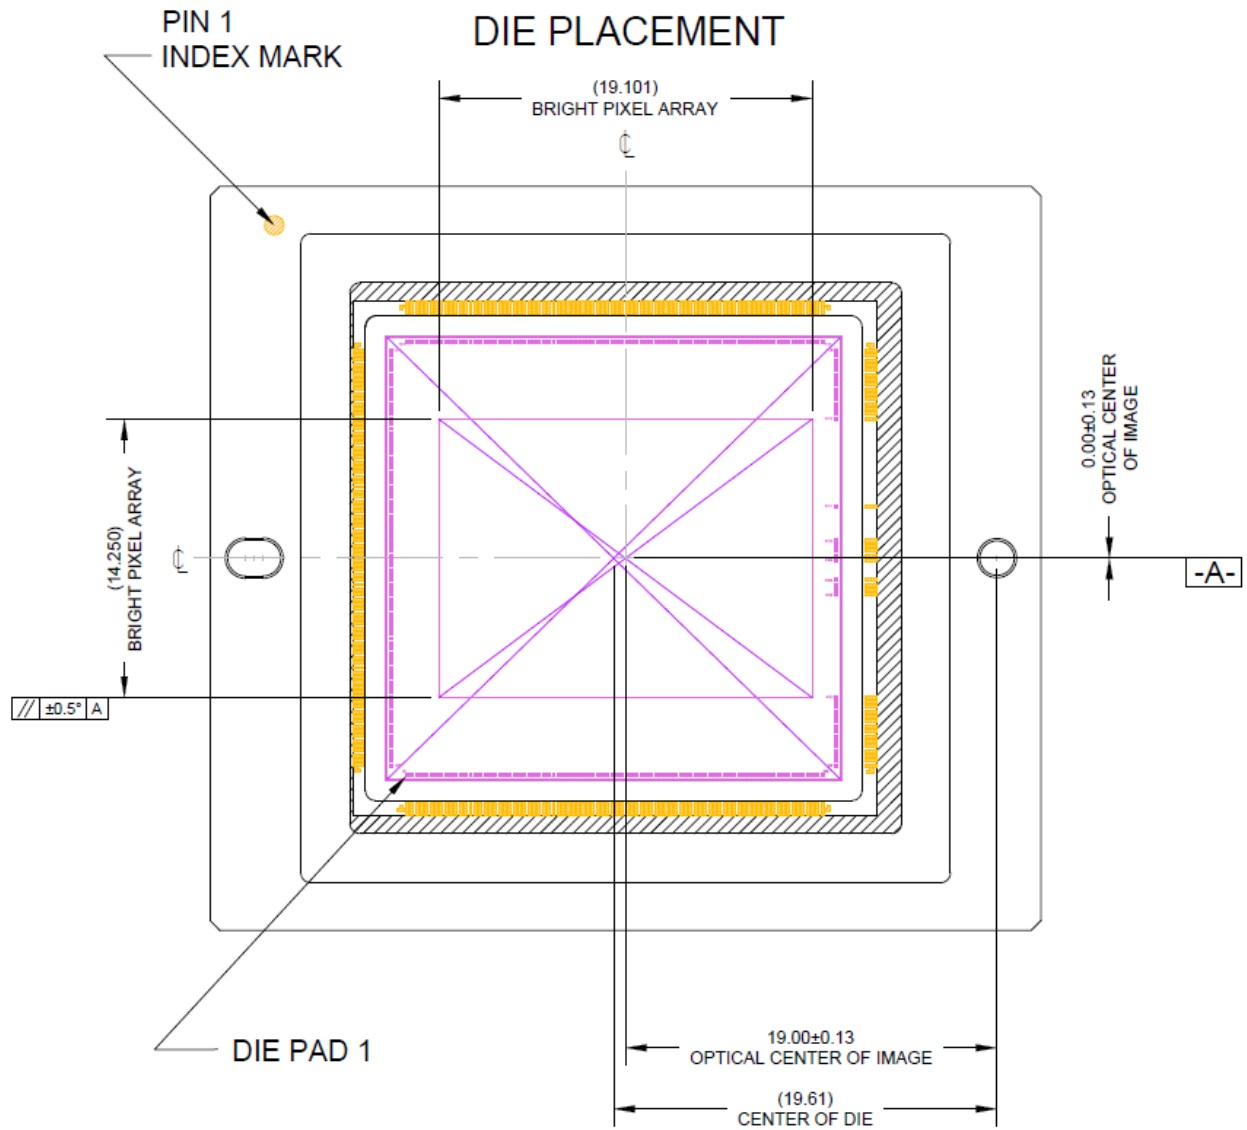 PIN 1
INDEX MARK
DIE PLACEMENT
(19.101)
BRIGHT PIXEL ARRAY
℄
0.00±0.13
OPTICAL CENTER
OF IMAGE
(14.250)
BRIGHT PIXEL ARRAY
℄
-A-
// ±0.5° A
DIE PAD 1
19.00±0.13
OPTICAL CENTER OF IMAGE
(19.61)
CENTER OF DIE